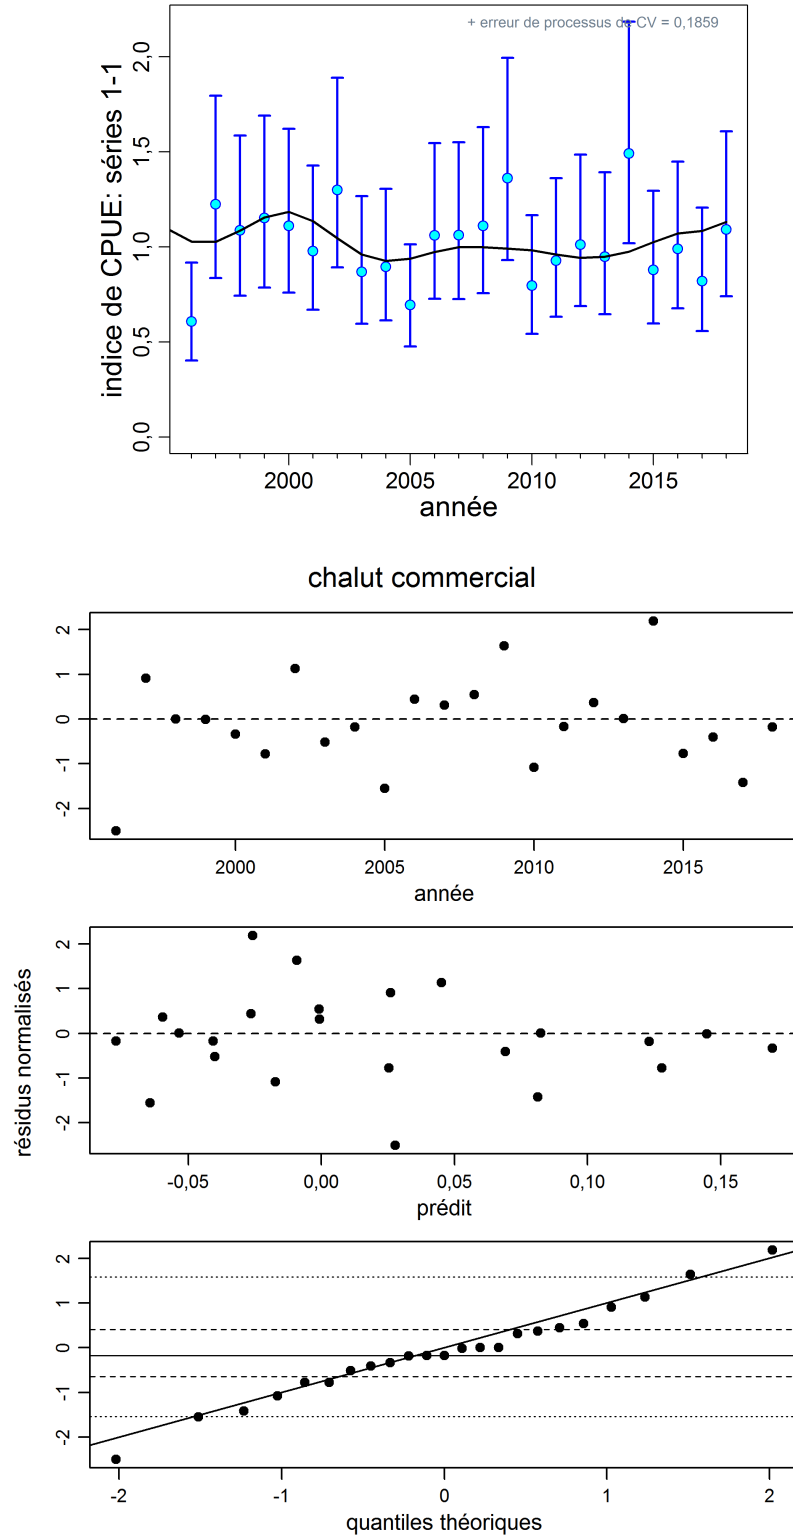 + erreur de processus de CV = 0,1859
indice de CPUE: séries 1-1
2,0
1,5
1,0
0,5
0,0
2000 2005 2010 2015
année
chalut commercial
2
1
0
-1
-2
2000 2005 2010 2015
année
résidus normalisés
2
1
0
-1
-2
-0,05 0,00 0,05 0,10 0,15
prédit
2
1
0
-1
-2
-2 -1 0 1 2
quantiles théoriques